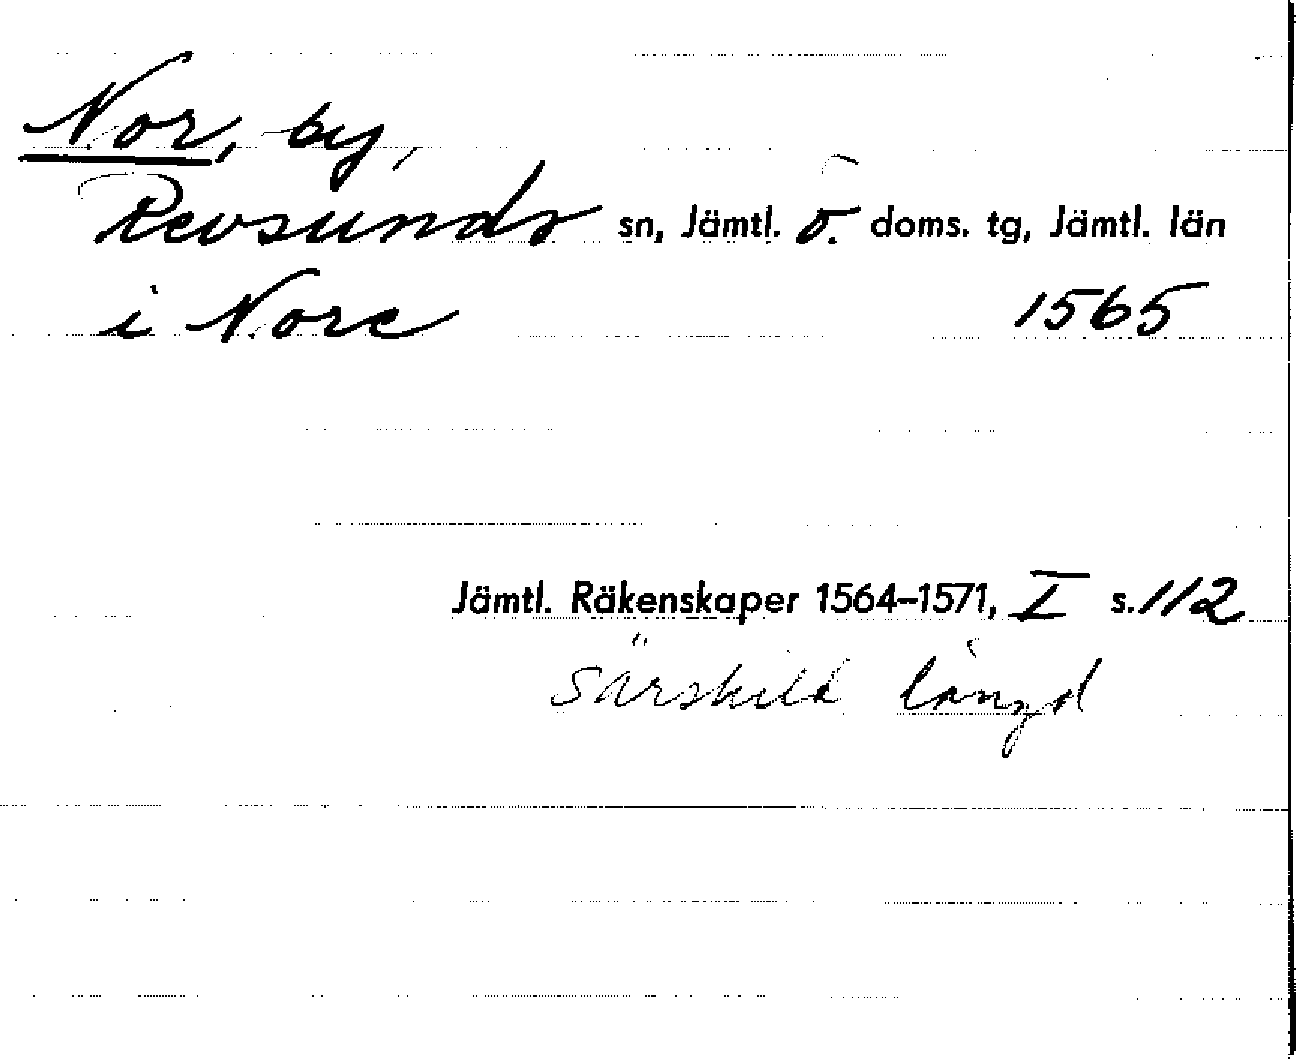 Nor, by,
Revsunds sn, Jämtl. ö. doms. tg, Jämtl. län
i Nore 1565
Jämtl. Räkenskaper 1564–1571, I s. 112
Särskild längd